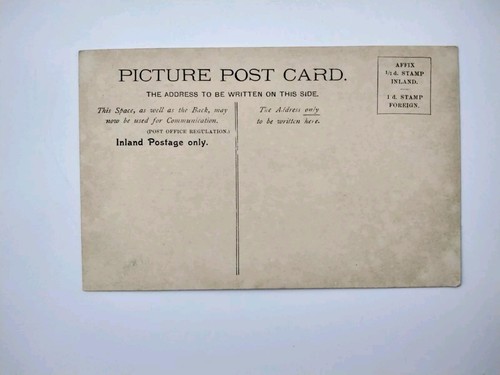 PICTURE POST CARD.
THE ADDRESS TO BE WRITTEN ON THIS SIDE.
This Space, as well as the Back, may
now be used for Communication.
(POST OFFICE REGULATION.)
Inland Postage only.
The Address only
to be written here.
AFFIX
½d. STAMP
INLAND.
1d. STAMP
FOREIGN.